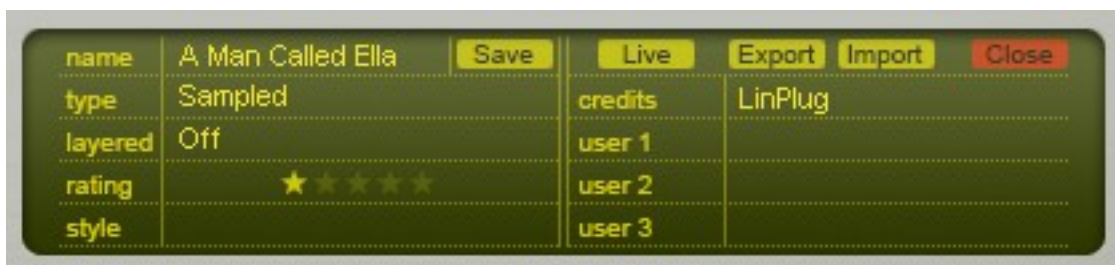 name A Man Called Ella Save Live Export Import Close
type Sampled credits LinPlug
layered Off user 1
rating user 2
style user 3